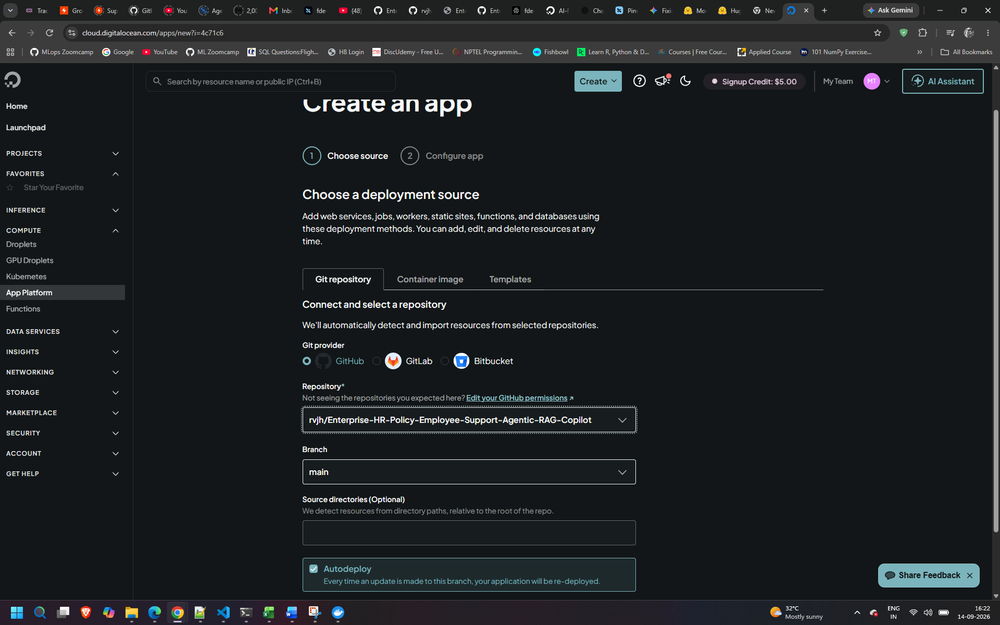 Trac
Gro
Sup
Gitl
You
Age
2,00
Inbo
fde-
(48)
Ente
rvjh
Ente
Ente
fde-
AI-I
Cha
Pine
Fixi
Mo
Hug
New
Ask Gemini
cloud.digitalocean.com/apps/new?i=4c71c6
MLops Zoomcamp
Google
YouTube
ML Zoomcamp
SQL Questions:Fligh...
H8 Login
DiscUdemy - Free U...
NPTEL Programmin...
Fishbowl
Learn R, Python & D...
Courses | Free Cour...
Applied Course
101 NumPy Exercise...
All Bookmarks
Search by resource name or public IP (Ctrl+B)
Create
Signup Credit: $5.00
My Team
MT
AI Assistant
Home
Launchpad
PROJECTS
FAVORITES
Star Your Favorite
INFERENCE
COMPUTE
Droplets
GPU Droplets
Kubernetes
App Platform
Functions
DATA SERVICES
INSIGHTS
NETWORKING
STORAGE
MARKETPLACE
SECURITY
ACCOUNT
GET HELP
Create an app
1 Choose source
2 Configure app
Choose a deployment source
Add web services, jobs, workers, static sites, functions, and databases using
these deployment methods. You can add, edit, and delete resources at any
time.
Git repository
Container image
Templates
Connect and select a repository
We'll automatically detect and import resources from selected repositories.
Git provider
GitHub
GitLab
Bitbucket
Repository*
Not seeing the repositories you expected here? Edit your GitHub permissions ↗
rvjh/Enterprise-HR-Policy-Employee-Support-Agentic-RAG-Copilot
Branch
main
Source directories (Optional)
We detect resources from directory paths, relative to the root of the repo.
Autodeploy
Every time an update is made to this branch, your application will be re-deployed.
Share Feedback
32°C
Mostly sunny
ENG
IN
16:22
14-09-2026